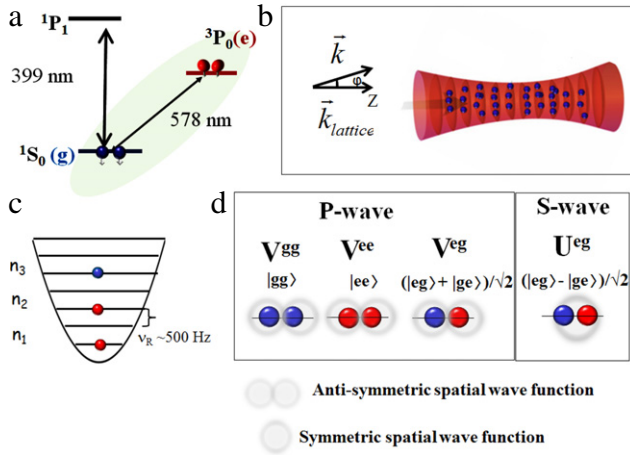 a
¹P₁
³P₀(e)
399 nm
578 nm
¹S₀ (g)
b
k⃗
φ
Z
k⃗lattice
c
n₃
n₂
n₁
νR ~500 Hz
d
P-wave
S-wave
Vᵍᵍ Vᵉᵉ Vᵉᵍ Uᵉᵍ
|gg⟩ |ee⟩ (|eg⟩+ |ge⟩)/√2 (|eg⟩- |ge⟩)/√2
Anti-symmetric spatial wave function
Symmetric spatial wave function